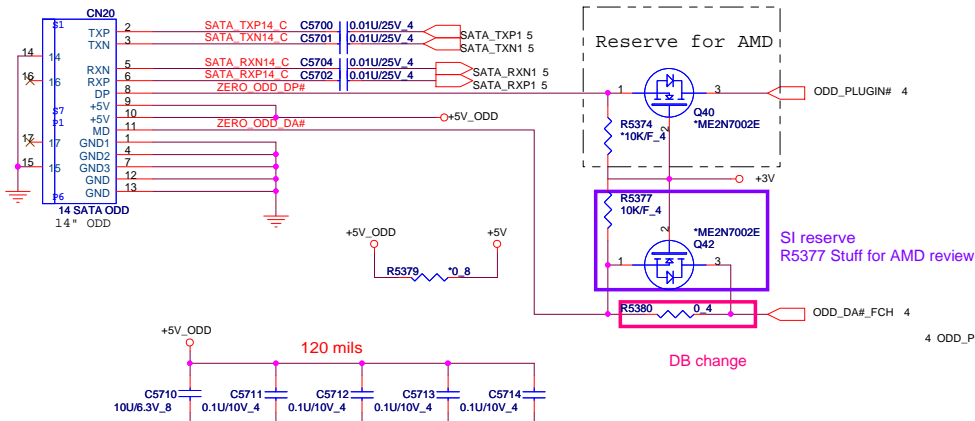 CN20
S1
TXP 2 SATA_TXP14_C C5700 0.01U/25V_4 SATA_TXP1 5
TXN 3 SATA_TXN14_C C5701 0.01U/25V_4 SATA_TXN1 5
14 14
RXN 5 SATA_RXN14_C C5704 0.01U/25V_4 SATA_RXN1 5
16 16 RXP 6 SATA_RXP14_C C5702 0.01U/25V_4 SATA_RXP1 5
DP 8 ZERO_ODD_DP#
+5V 9
S7
+5V 10 +5V_ODD
P1
MD 11 ZERO_ODD_DA#
17 17 GND1 1
GND2 4
15 15 GND3 7
GND 12
P6 GND 13
14 SATA ODD
14" ODD
Reserve for AMD
1 3 ODD_PLUGIN# 4
Q40
*ME2N7002E
2
R5374
*10K/F_4
+3V
R5377
10K/F_4
2
*ME2N7002E
Q42
1 3
SI reserve
R5377 Stuff for AMD review
R5380 0_4 ODD_DA#_FCH 4
DB change
4 ODD_P
+5V_ODD +5V
R5379 *0_8
+5V_ODD
120 mils
C5710
10U/6.3V_8
C5711
0.1U/10V_4
C5712
0.1U/10V_4
C5713
0.1U/10V_4
C5714
0.1U/10V_4